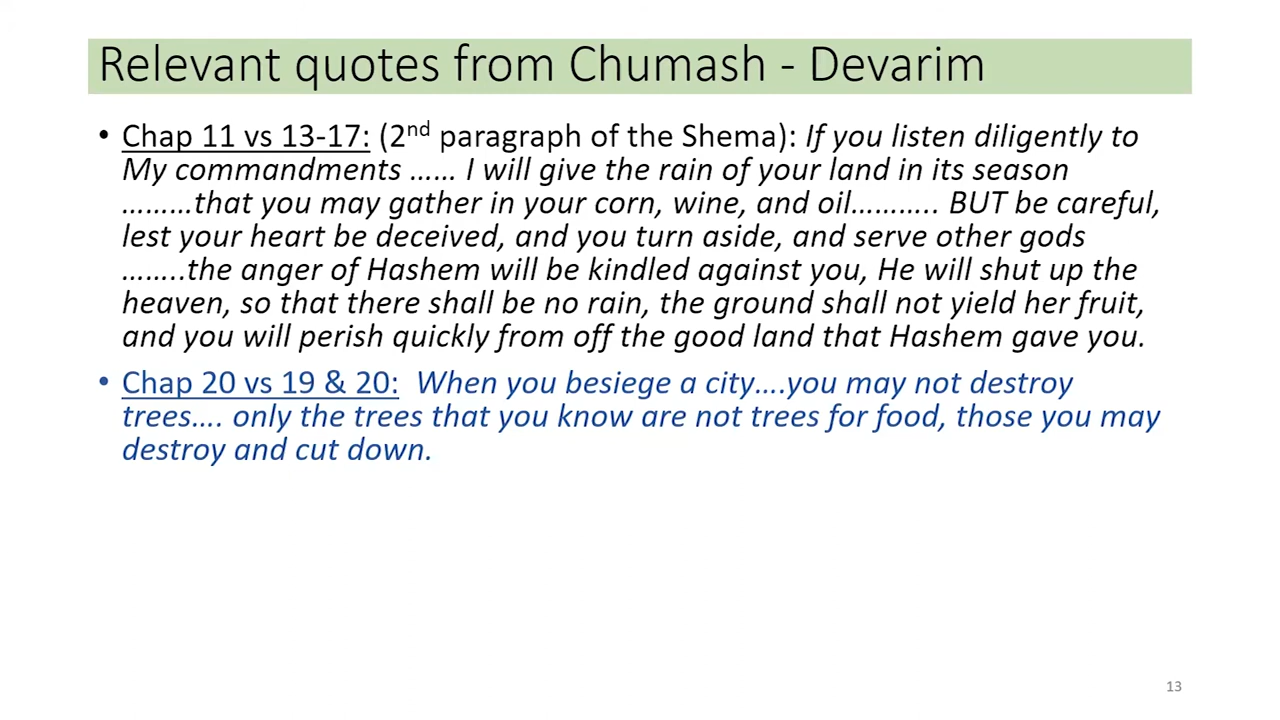 Relevant quotes from Chumash - Devarim
• Chap 11 vs 13-17: (2nd paragraph of the Shema): If you listen diligently to
My commandments …… I will give the rain of your land in its season
………that you may gather in your corn, wine, and oil……….. BUT be careful,
lest your heart be deceived, and you turn aside, and serve other gods
……..the anger of Hashem will be kindled against you, He will shut up the
heaven, so that there shall be no rain, the ground shall not yield her fruit,
and you will perish quickly from off the good land that Hashem gave you.
• Chap 20 vs 19 & 20: When you besiege a city….you may not destroy
trees…. only the trees that you know are not trees for food, those you may
destroy and cut down.
13